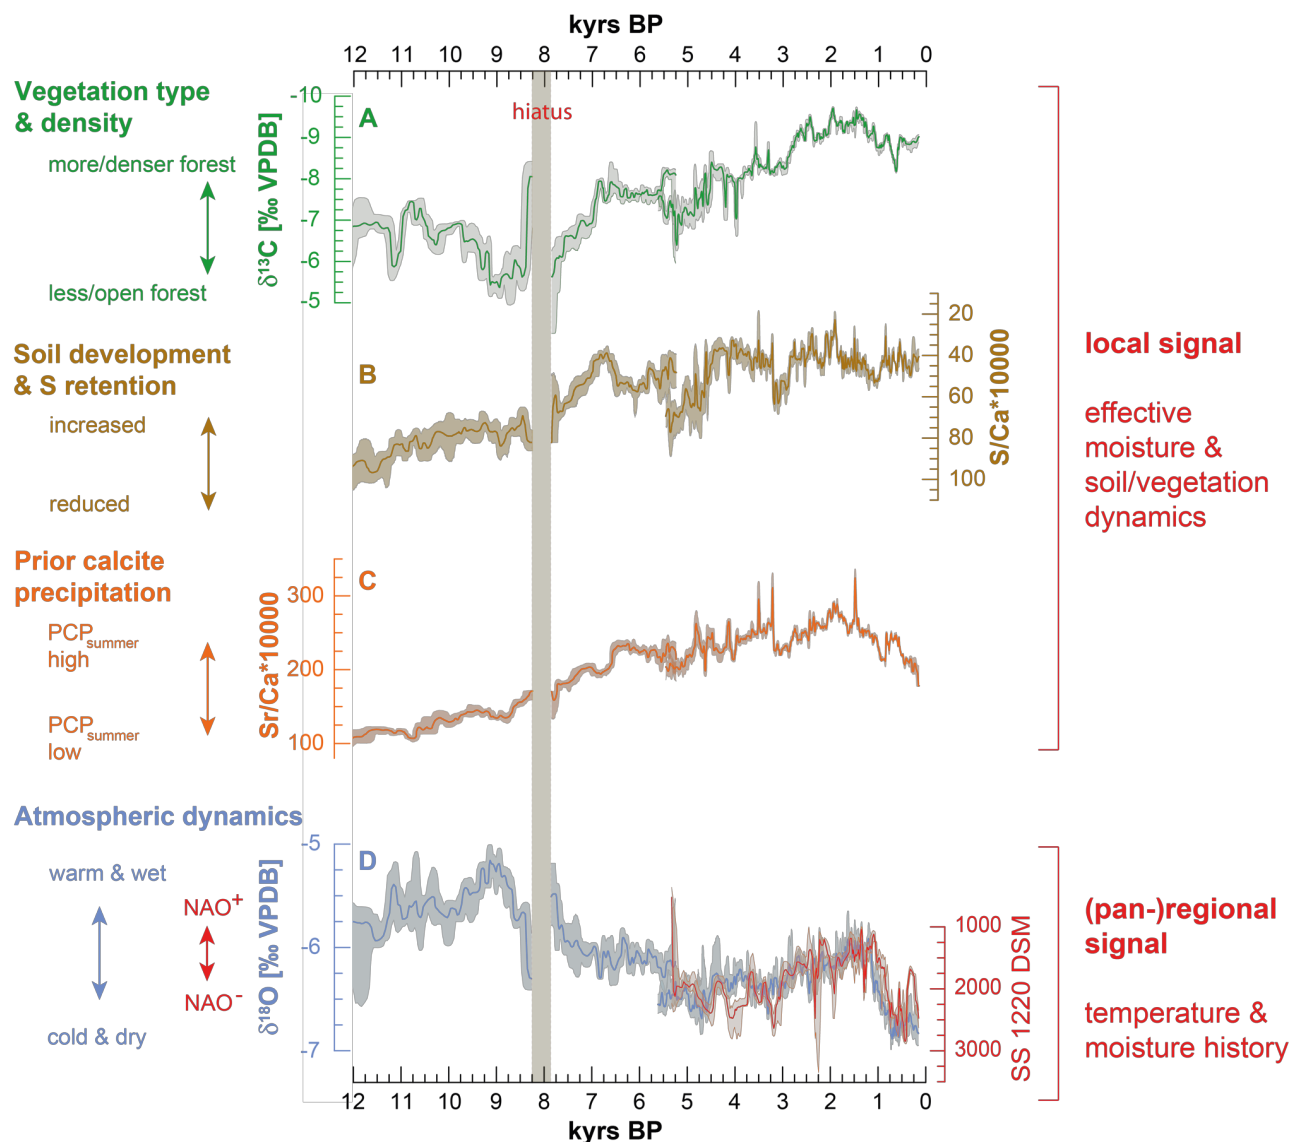 kyrs BP
12 11 10 9 8 7 6 5 4 3 2 1 0
Vegetation type
& density
more/denser forest
less/open forest
δ13C [‰ VPDB]
-10
-9
-8
-7
-6
-5
A
hiatus
Soil development
& S retention
increased
reduced
B
20
40
60
80
100
S/Ca*10000
local signal
effective
moisture &
soil/vegetation
dynamics
Prior calcite
precipitation
PCPsummer
high
PCPsummer
low
Sr/Ca*10000
300
200
100
C
Atmospheric dynamics
warm & wet
cold & dry
NAO+
NAO-
δ18O [‰ VPDB]
-5
-6
-7
D
1000
2000
3000
SS 1220 DSM
(pan-)regional
signal
temperature &
moisture history
12 11 10 9 8 7 6 5 4 3 2 1 0
kyrs BP